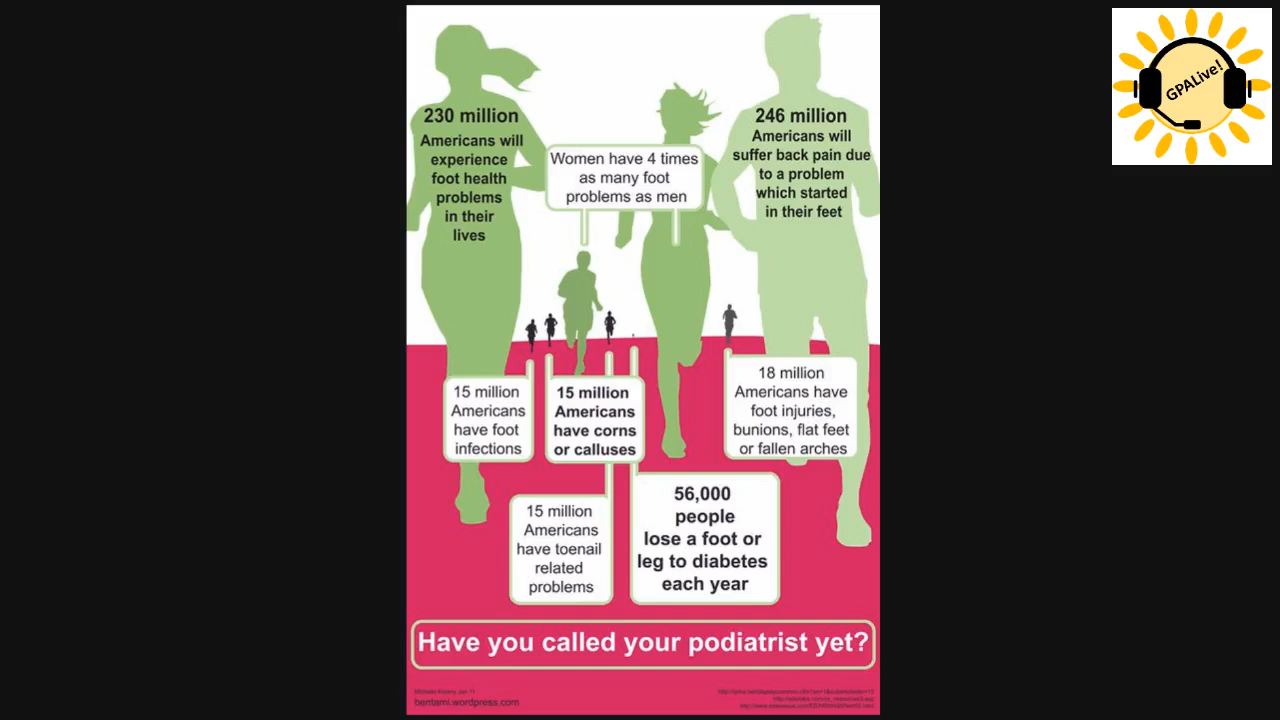 GPALive!
230 million
Americans will
experience
foot health
problems
in their
lives
Women have 4 times
as many foot
problems as men
246 million
Americans will
suffer back pain due
to a problem
which started
in their feet
15 million
Americans
have foot
infections
15 million
Americans
have corns
or calluses
18 million
Americans have
foot injuries,
bunions, flat feet
or fallen arches
15 million
Americans
have toenail
related
problems
56,000
people
lose a foot or
leg to diabetes
each year
Have you called your podiatrist yet?
bentami.wordpress.com